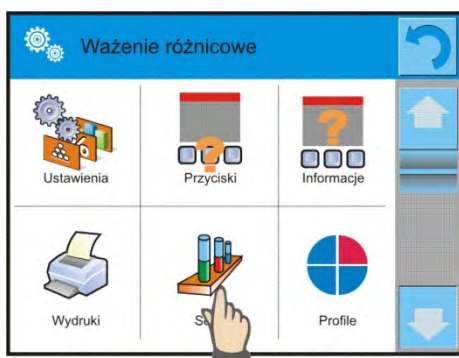 Ważenie różnicowe
Ustawienia
Przyciski
Informacje
Wydruki
Profile